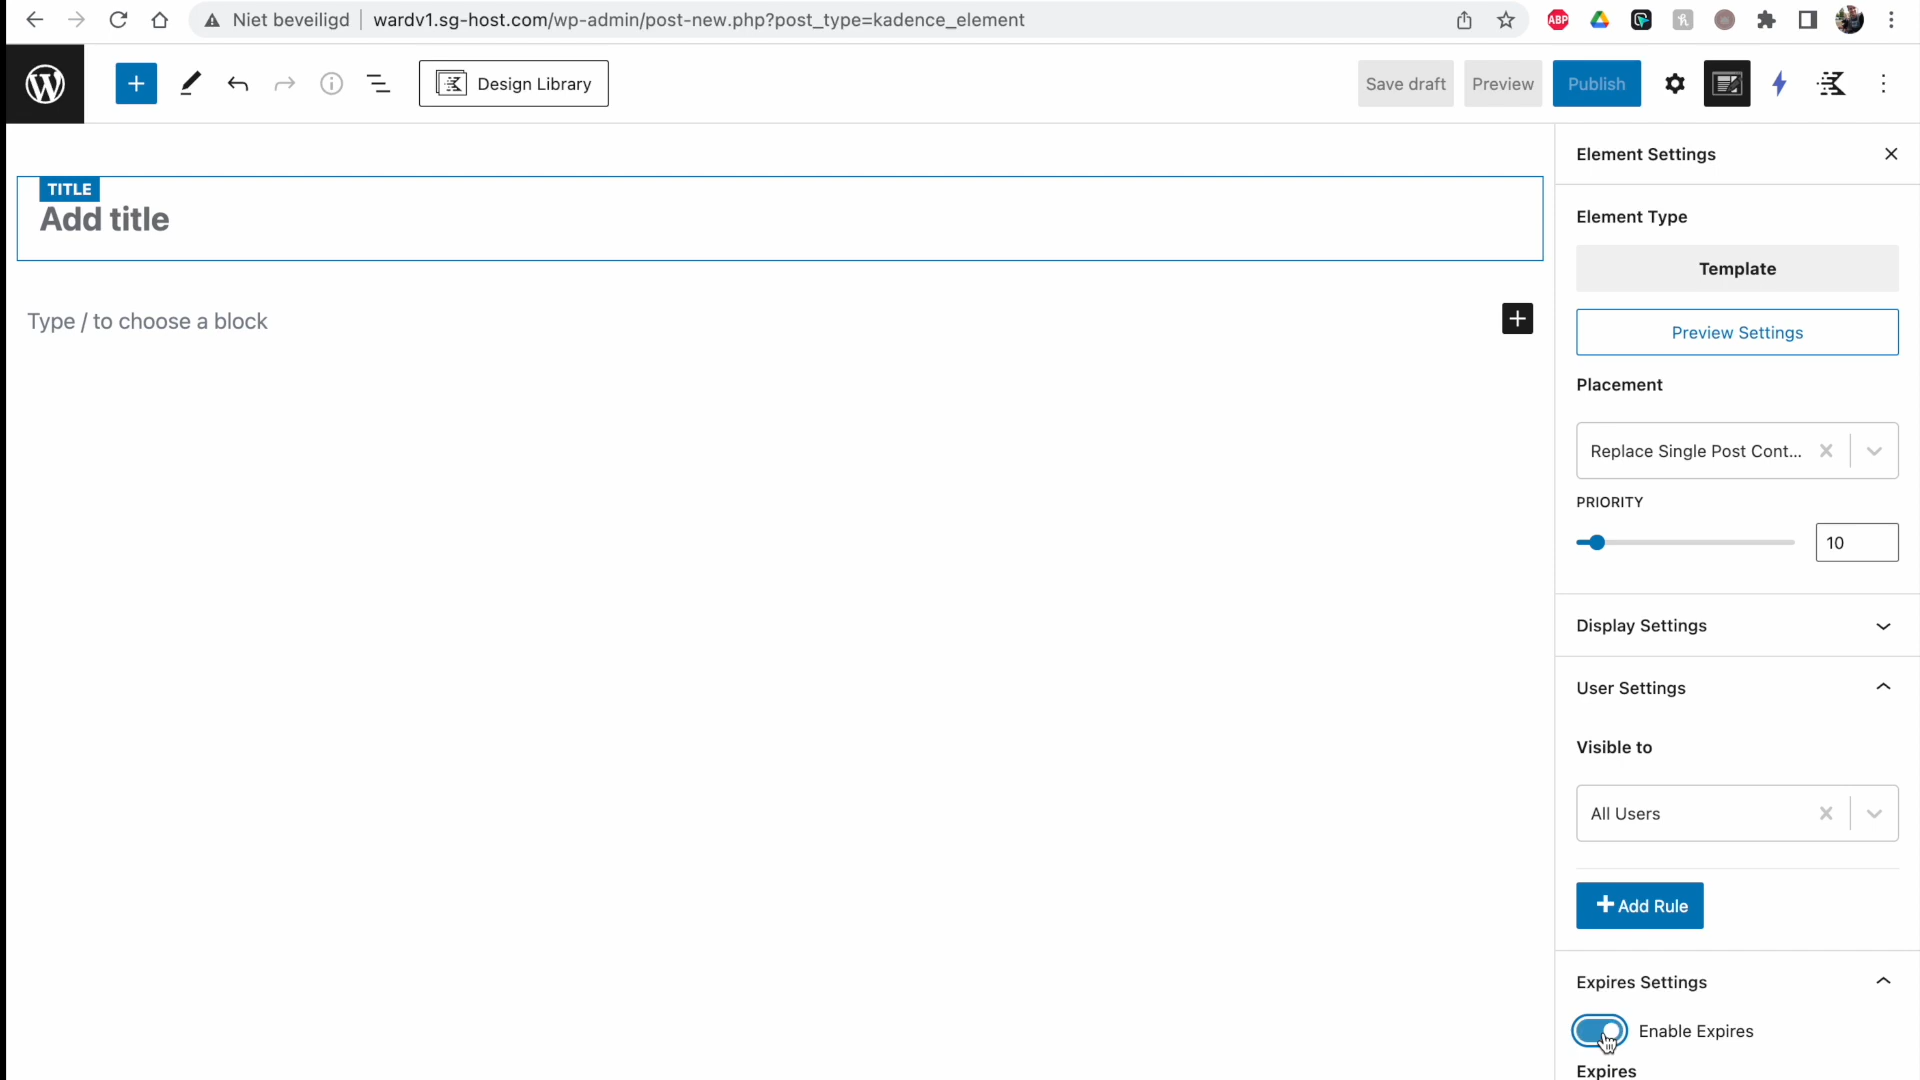 Niet beveiligd wardv1.sg-host.com/wp-admin/post-new.php?post_type=kadence_element
ABP
Design Library
Save draft
Preview
Publish
Element Settings
TITLE
Add title
Type / to choose a block
Element Type
Template
Preview Settings
Placement
Replace Single Post Cont...
PRIORITY
10
Display Settings
User Settings
Visible to
All Users
Add Rule
Expires Settings
Enable Expires
Expires